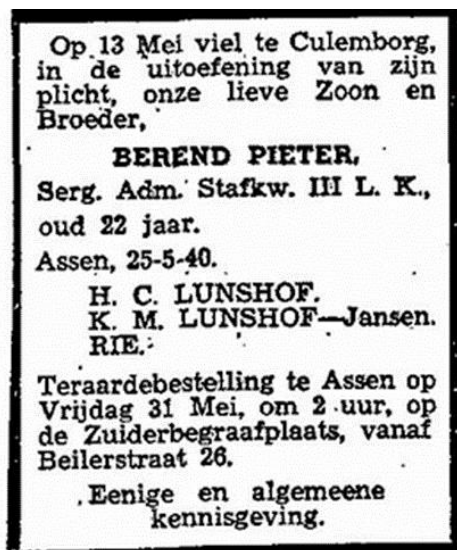 Op 13 Mei viel te Culemborg,
in de uitoefening van zijn
plicht, onze lieve Zoon en
Broeder,
BEREND PIETER,
Serg. Adm. Stafkw. III L. K.,
oud 22 jaar.
Assen, 25-5-40.
H. C. LUNSHOF.
K. M. LUNSHOF—Jansen.
RIE.
Teraardebestelling te Assen op
Vrijdag 31 Mei, om 2 uur, op
de Zuiderbegraafplaats, vanaf
Beilerstraat 26.
Eenige en algemeene
kennisgeving.